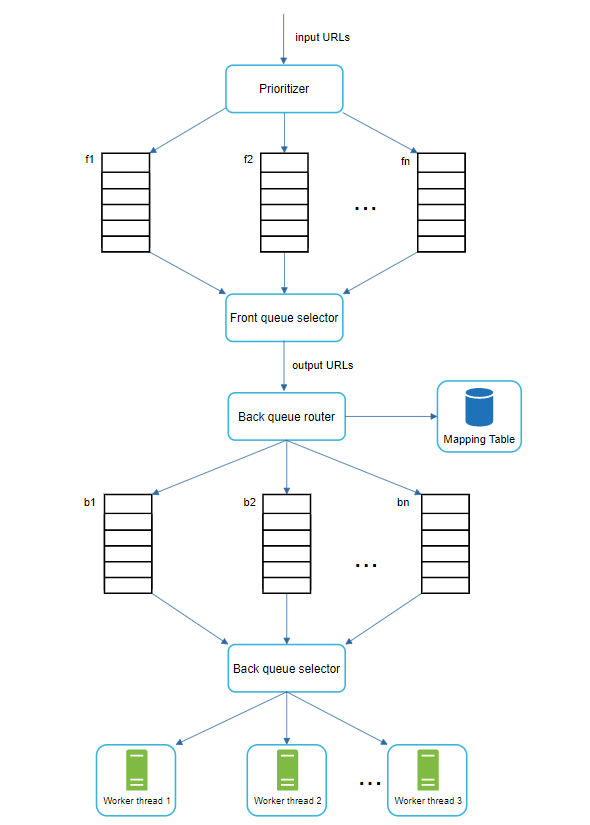 input URLs
Prioritizer
f1
f2
fn
...
Front queue selector
output URLs
Back queue router
Mapping Table
b1
b2
bn
...
Back queue selector
...
Worker thread 1
Worker thread 2
Worker thread 3